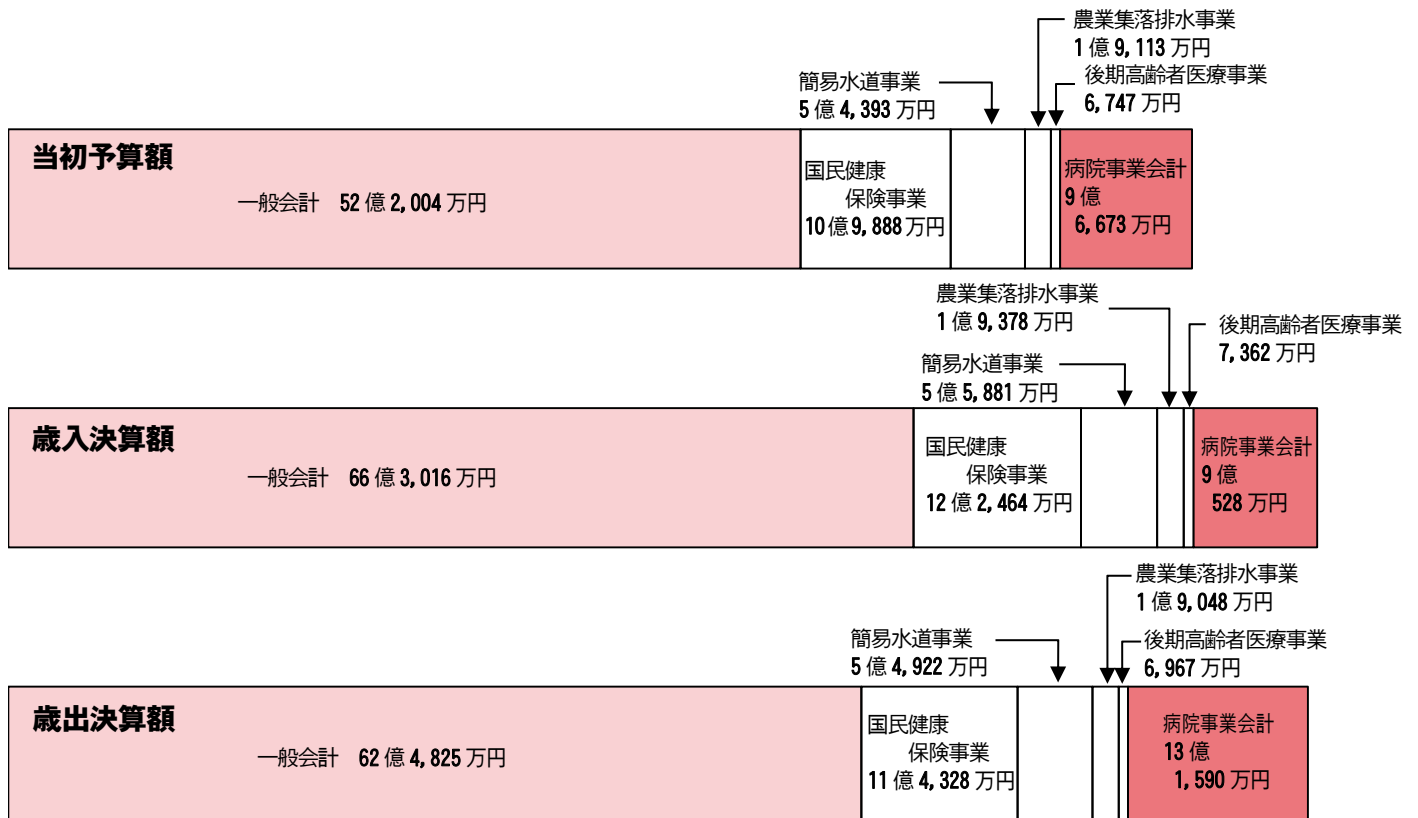 農業集落排水事業
1億9,113万円
簡易水道事業
5億4,393万円
後期高齢者医療事業
6,747万円
当初予算額
一般会計 52億2,004万円
国民健康
保険事業
10億9,888万円
病院事業会計
9億
6,673万円
農業集落排水事業
1億9,378万円
後期高齢者医療事業
7,362万円
簡易水道事業
5億5,881万円
歳入決算額
一般会計 66億3,016万円
国民健康
保険事業
12億2,464万円
病院事業会計
9億
528万円
農業集落排水事業
1億9,048万円
簡易水道事業
5億4,922万円
後期高齢者医療事業
6,967万円
歳出決算額
一般会計 62億4,825万円
国民健康
保険事業
11億4,328万円
病院事業会計
13億
1,590万円